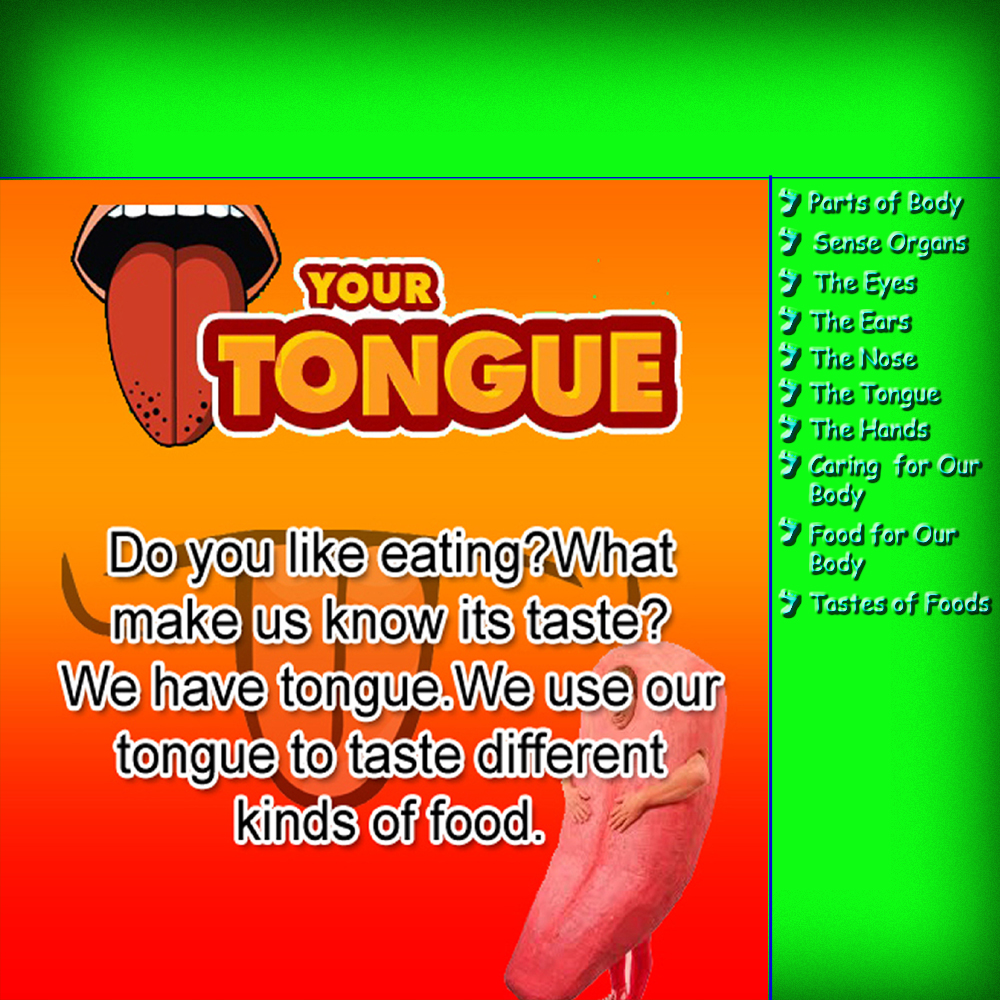 YOUR
TONGUE
Do you like eating?What
make us know its taste?
We have tongue.We use our
tongue to taste different
kinds of food.
Parts of Body
Sense Organs
The Eyes
The Ears
The Nose
The Tongue
The Hands
Caring for Our
Body
Food for Our
Body
Tastes of Foods